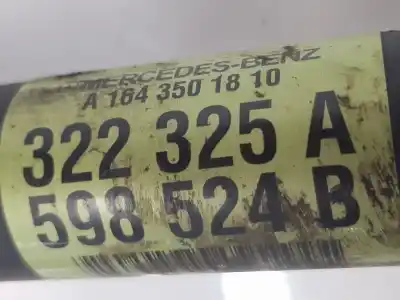 MERCEDES-BENZ
A 164 350 18 10
322 325 A
598 524 B